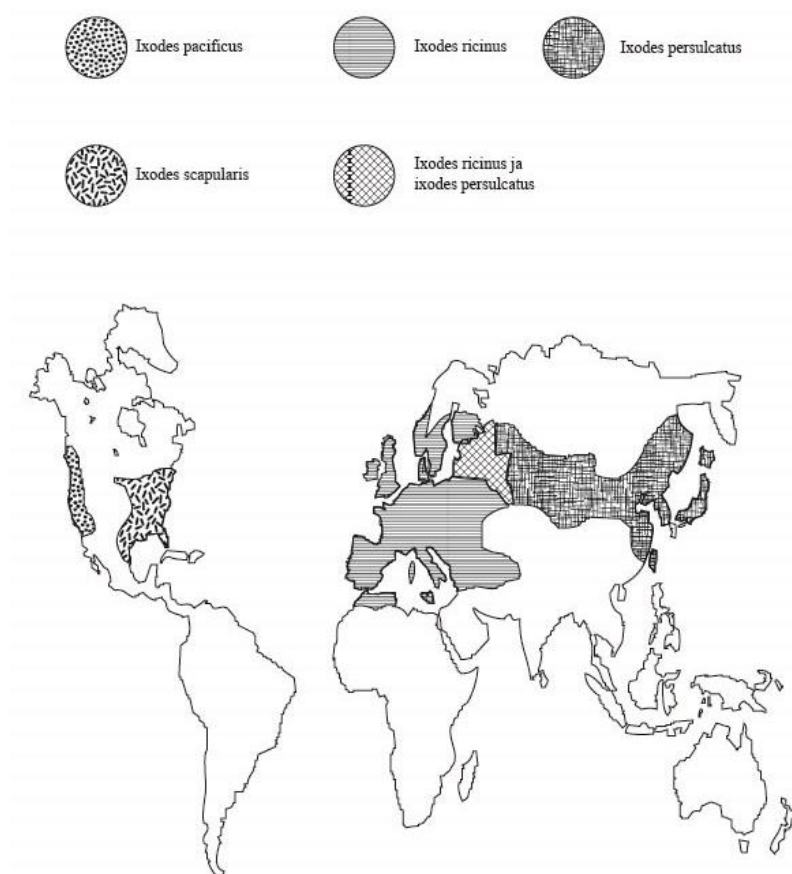 Ixodes pacificus
Ixodes ricinus
Ixodes persulcatus
Ixodes scapularis
Ixodes ricinus ja
ixodes persulcatus